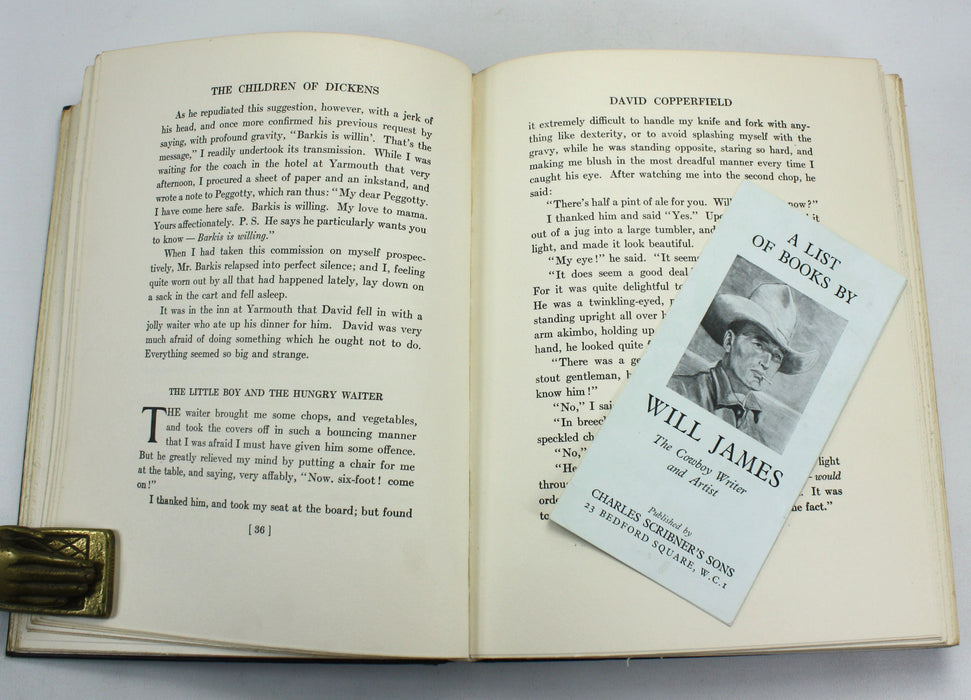 THE CHILDREN OF DICKENS
As he repudiated this suggestion, however, with a jerk of
his head, and once more confirmed his previous request by
saying, with profound gravity, "Barkis is willin'. That's the
message," I readily undertook its transmission. While I was
waiting for the coach in the hotel at Yarmouth that very
afternoon, I procured a sheet of paper and an inkstand, and
wrote a note to Peggotty, which ran thus: "My dear Peggotty.
I have come here safe. Barkis is willing. My love to mama.
Yours affectionately. P. S. He says he particularly wants you
to know—Barkis is willing."
When I had taken this commission on myself prospec-
tively, Mr. Barkis relapsed into perfect silence; and I, feeling
quite worn out by all that had happened lately, lay down on
a sack in the cart and fell asleep.
It was in the inn at Yarmouth that David fell in with a
jolly waiter who ate up his dinner for him. David was very
much afraid of doing something which he ought not to do.
Everything seemed so big and strange.
THE LITTLE BOY AND THE HUNGRY WAITER
THE waiter brought me some chops, and vegetables,
and took the covers off in such a bouncing manner
that I was afraid I must have given him some offence.
But he greatly relieved my mind by putting a chair for me
at the table, and saying, very affably, "Now, six-foot! come
on!"
I thanked him, and took my seat at the board; but found
[ 36 ]
DAVID COPPERFIELD
it extremely difficult to handle my knife and fork with any-
thing like dexterity, or to avoid splashing myself with the
gravy, while he was standing opposite, staring so hard, and
making me blush in the most dreadful manner every time I
caught his eye. After watching me into the second chop, he
said:
"There's half a pint of ale for you. now?"
I thanked him and said "Yes." it
out of a jug into a large tumbler, and
light, and made it look beautiful.
"My eye!" he said. "It
"It does seem a good deal
For it was quite delightful
He was a twinkling-eyed,
standing upright all over
arm akimbo, holding up
hand, he looked quite
"There was a
stout gentleman,
know him!"
"No," I
"In
speckled
"No," light
"He would
It was
to he fact."
A LIST
OF BOOKS BY
WILL JAMES
The Cowboy Writer
and Artist
Published by
CHARLES SCRIBNER'S SONS
23 BEDFORD SQUARE, W.C.1